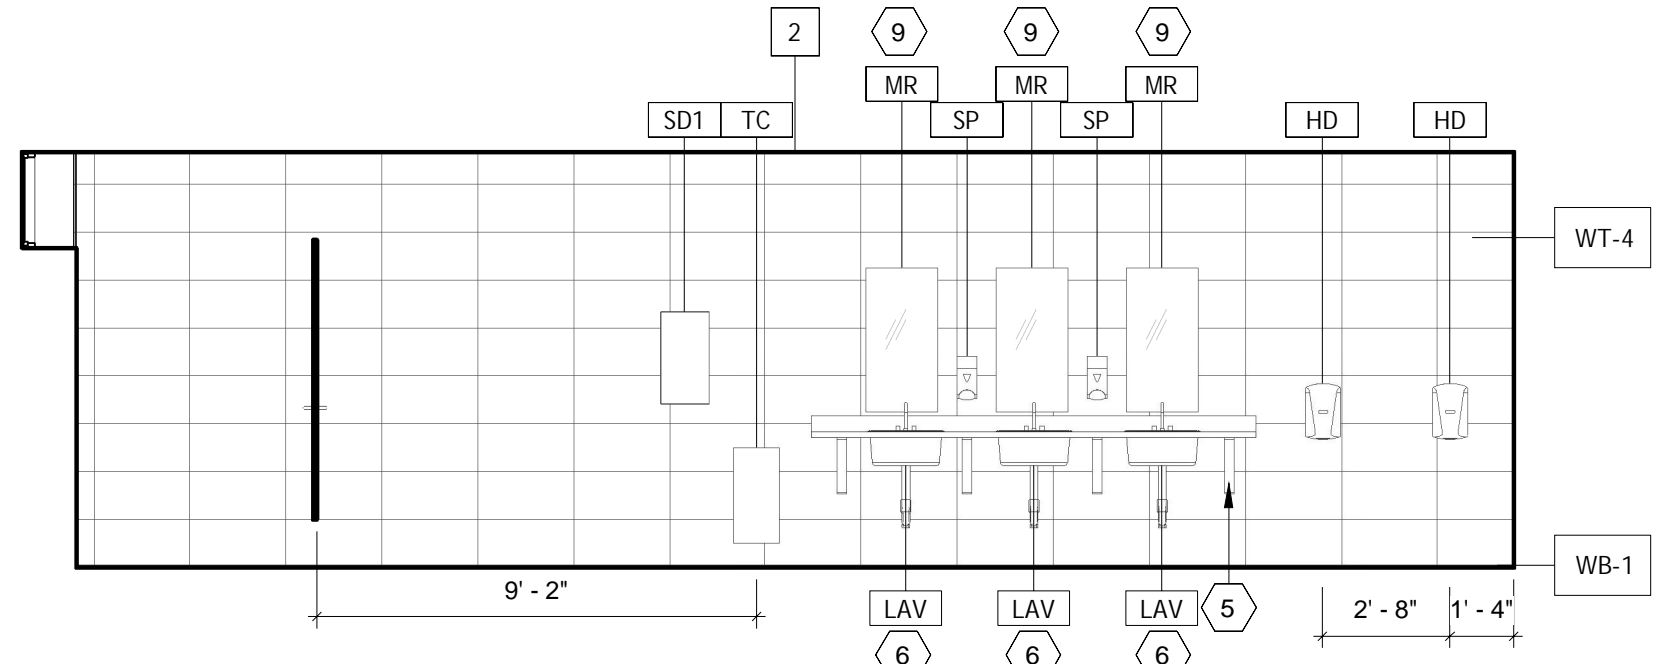 2 9 9 9
MR MR MR
SD1 TC SP SP HD HD
WT-4
WB-1
9' - 2"
LAV LAV LAV 5 2' - 8" 1' - 4"
6 6 6